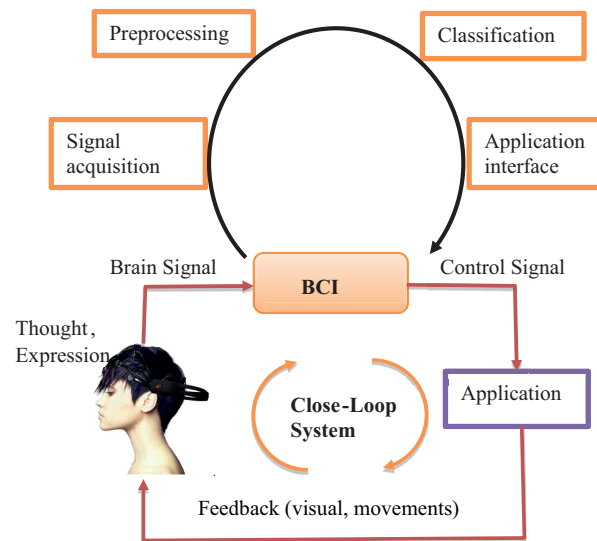 Preprocessing
Classification
Signal
acquisition
Application
interface
Brain Signal
BCI
Control Signal
Thought,
Expression
Close-Loop
System
Application
Feedback (visual, movements)